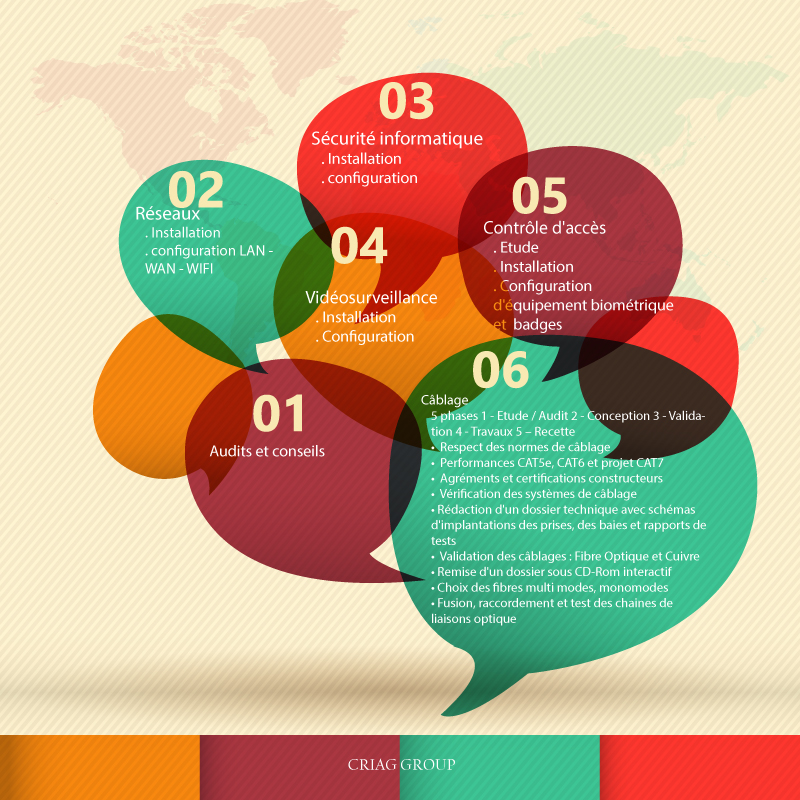 03
Sécurité informatique
. Installation
. configuration
02
Réseaux
. Installation
. configuration LAN -
WAN - WIFI
05
Contrôle d'accès
. Etude
. Installation
. Configuration
d'équipement biométrique
et badges
04
Vidéosurveillance
. Installation
. Configuration
01
Audits et conseils
06
Câblage
5 phases 1 - Etude / Audit 2 - Conception 3 - Valida-
tion 4 - Travaux 5 – Recette
• Respect des normes de câblage
• Performances CAT5e, CAT6 et projet CAT7
• Agréments et certifications constructeurs
• Vérification des systèmes de câblage
• Rédaction d'un dossier technique avec schémas
d'implantations des prises, des baies et rapports de
tests
• Validation des câblages : Fibre Optique et Cuivre
• Remise d'un dossier sous CD-Rom interactif
• Choix des fibres multi modes, monomodes
• Fusion, raccordement et test des chaines de
liaisons optique
CRIAG GROUP